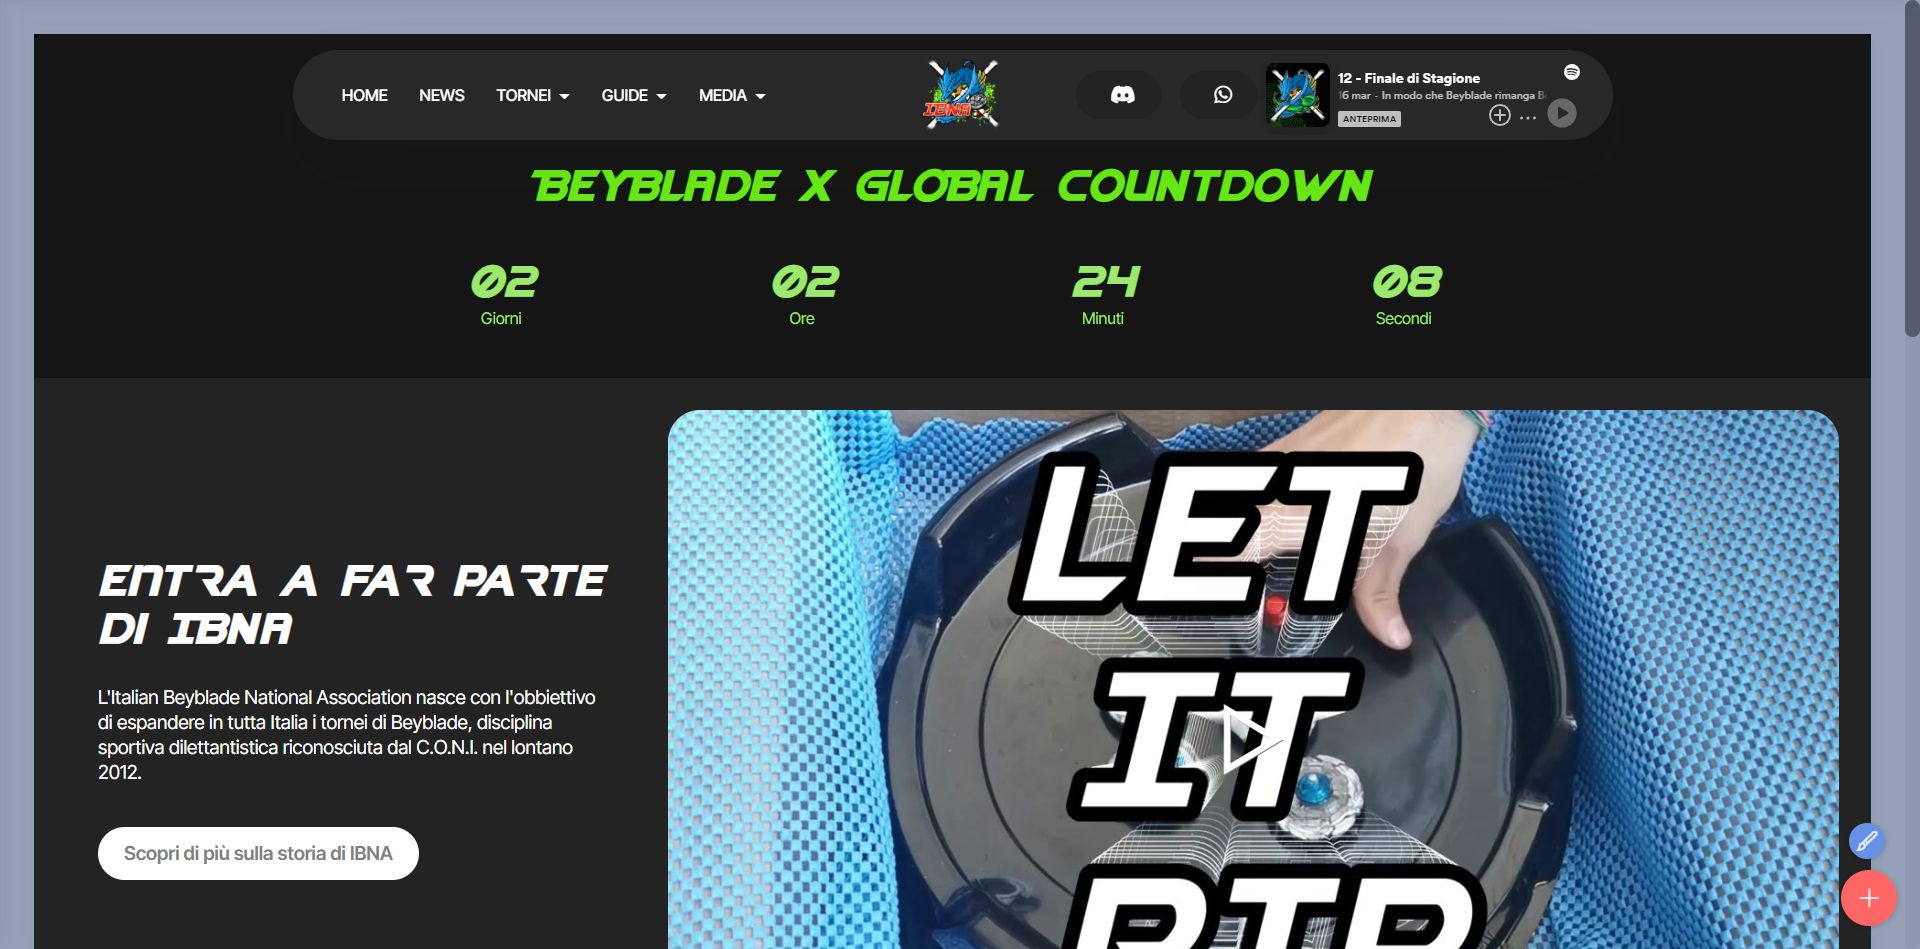 HOME NEWS TORNEI GUIDE MEDIA
IBNA
12 - Finale di Stagione
16 mar - In modo che Beyblade rimanga
ANTEPRIMA
BEYBLADE X GLOBAL COUNTDOWN
02 02 24 08
Giorni Ore Minuti Secondi
ENTRA A FAR PARTE
DI IBNA
L'Italian Beyblade National Association nasce con l'obbiettivo
di espandere in tutta Italia i tornei di Beyblade, disciplina
sportiva dilettantistica riconosciuta dal C.O.N.I. nel lontano
2012.
Scopri di più sulla storia di IBNA
LET
IT
RIP